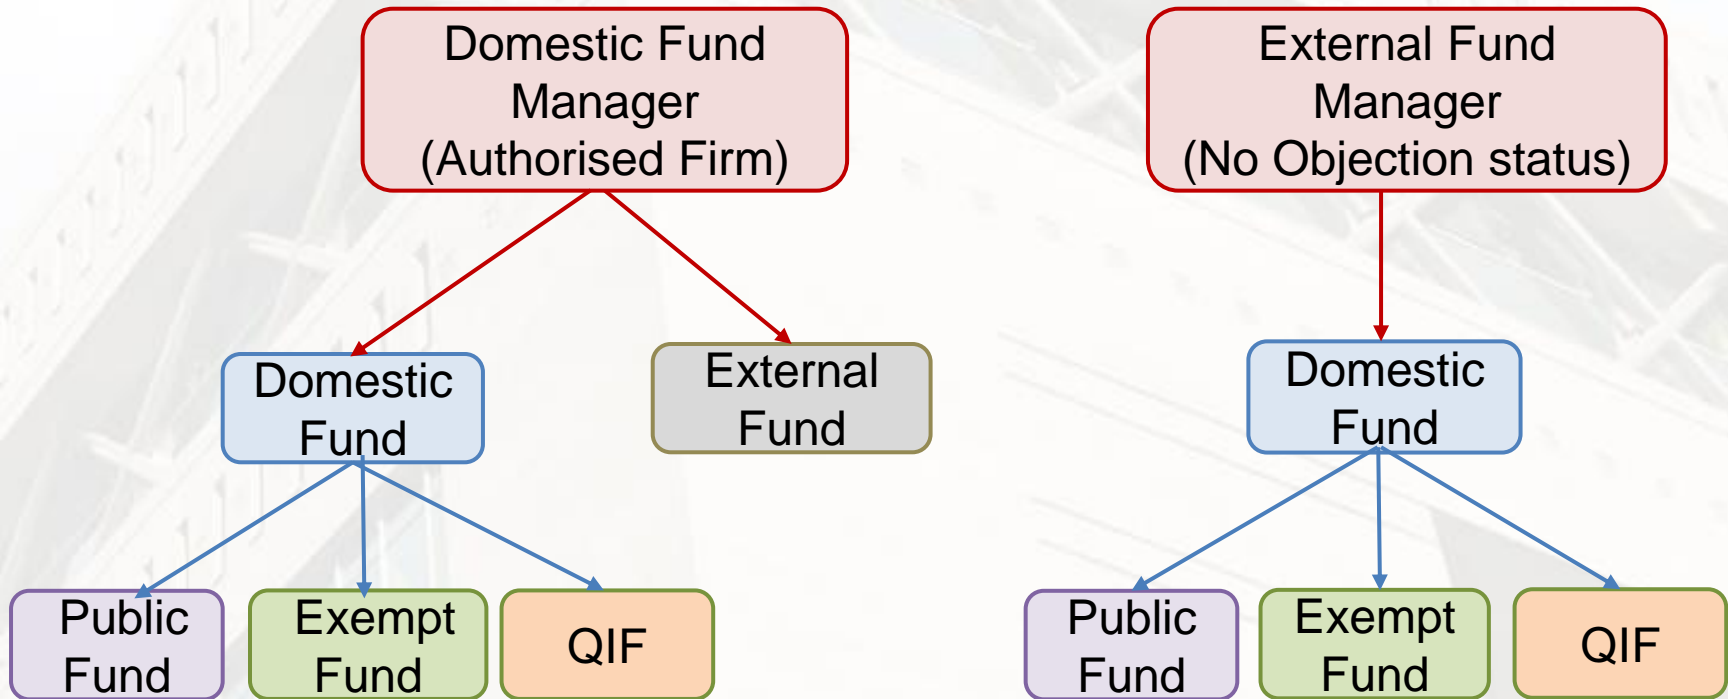 Domestic Fund
Manager
(Authorised Firm)
External Fund
Manager
(No Objection status)
Domestic
Fund
External
Fund
Domestic
Fund
Public
Fund
Exempt
Fund
QIF
Public
Fund
Exempt
Fund
QIF